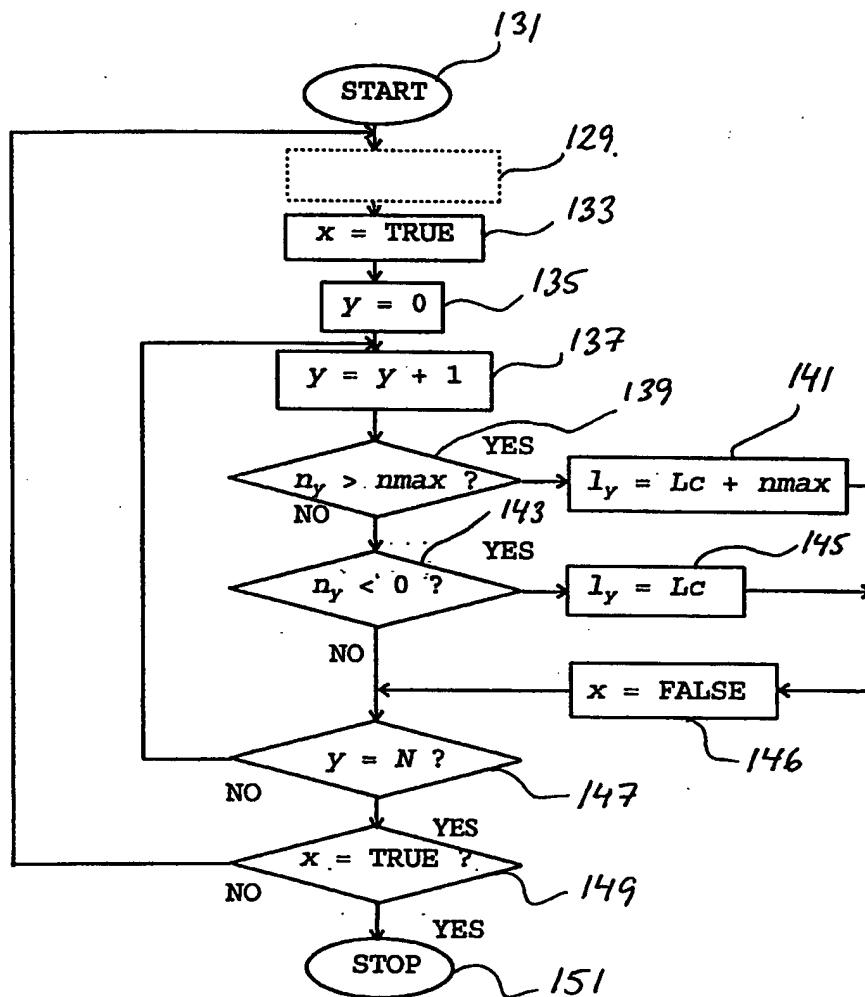 131
START
129.
133
x = TRUE
135
y = 0
137
y = y + 1
139
141
YES
n_y > nmax ?
l_y = Lc + nmax
NO
143
YES
145
n_y < 0 ?
l_y = Lc
NO
x = FALSE
146
y = N ?
NO
147
YES
x = TRUE ?
NO
149
YES
STOP
151